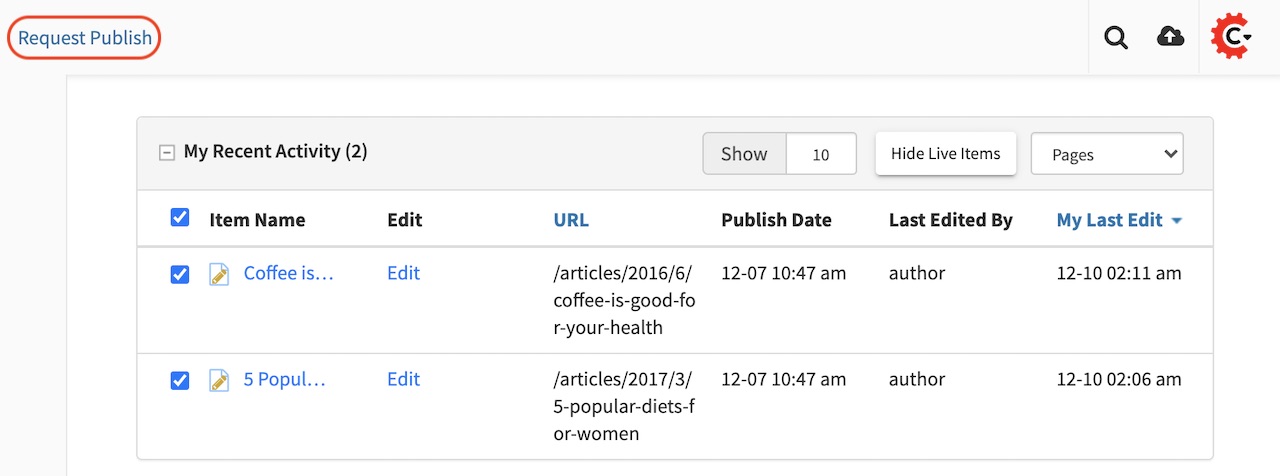 Request Publish
C
My Recent Activity (2)
Show 10 Hide Live Items Pages
Item Name Edit URL Publish Date Last Edited By My Last Edit
Coffee is… Edit /articles/2016/6/ 12-07 10:47 am author 12-10 02:11 am
coffee-is-good-fo
r-your-health
5 Popul… Edit /articles/2017/3/ 12-07 10:47 am author 12-10 02:06 am
5-popular-diets-f
or-women